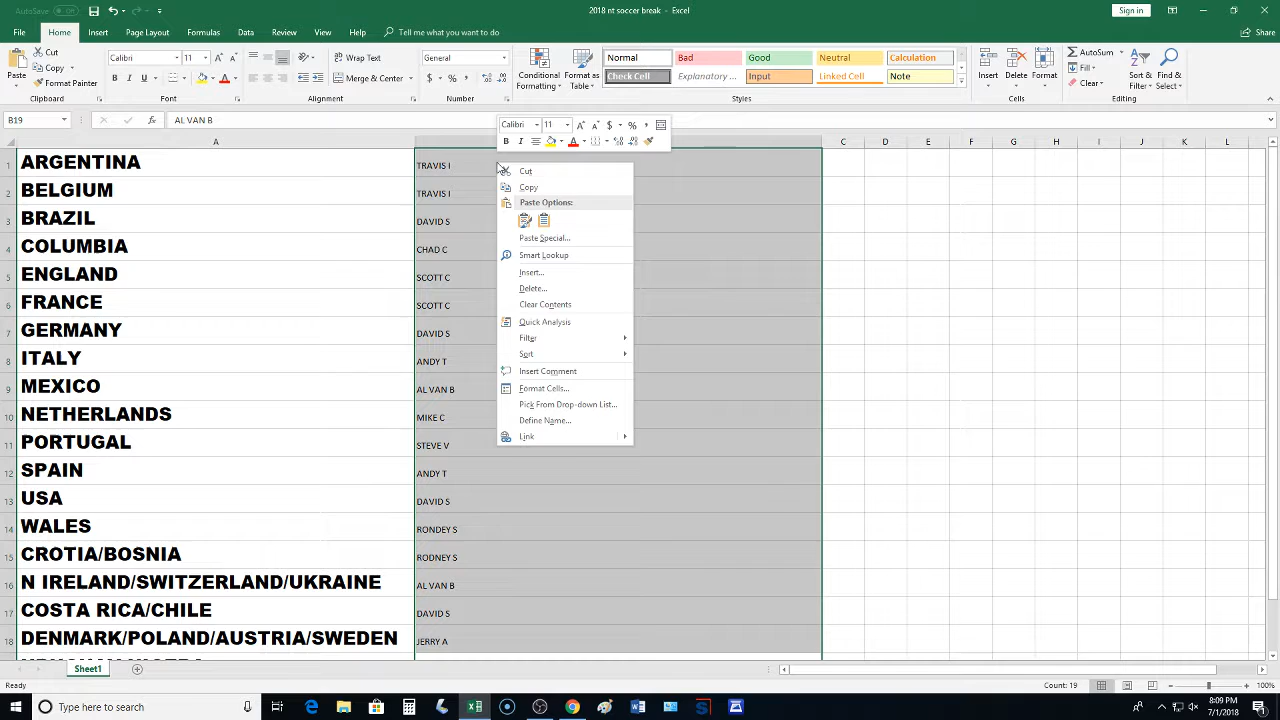 AutoSave Off 2018 nt soccer break - Excel Sign in
File Home Insert Page Layout Formulas Data Review View Help Tell me what you want to do Share
Paste Cut Copy Format Painter Clipboard
Calibri 11 B I U A A A Font
Wrap Text Merge & Center Alignment
General $ % , Number
Conditional Formatting Format as Table
Normal Bad Good Neutral Calculation
Check Cell Explanatory ... Input Linked Cell Note
Styles
Insert Delete Format Cells
AutoSum Fill Clear Sort & Filter Find & Select Editing
B19 fx AL VAN B
Calibri 11 A A $ % ,
B I A
A C D E F G H I J K L
1 ARGENTINA TRAVIS I
2 BELGIUM TRAVIS I
3 BRAZIL DAVID S
4 COLUMBIA CHAD C
5 ENGLAND SCOTT C
6 FRANCE SCOTT C
7 GERMANY DAVID S
8 ITALY ANDY T
9 MEXICO AL VAN B
10 NETHERLANDS MIKE C
11 PORTUGAL STEVE V
12 SPAIN ANDY T
13 USA DAVID S
14 WALES RONDEY S
15 CROTIA/BOSNIA RODNEY S
16 N IRELAND/SWITZERLAND/UKRAINE AL VAN B
17 COSTA RICA/CHILE DAVID S
18 DENMARK/POLAND/AUSTRIA/SWEDEN JERRY A
Cut
Copy
Paste Options:
Paste Special...
Smart Lookup
Insert...
Delete...
Clear Contents
Quick Analysis
Filter
Sort
Insert Comment
Format Cells...
Pick From Drop-down List...
Define Name...
Link
Sheet1
Ready Count: 19 100%
Type here to search
8:09 PM
7/1/2018